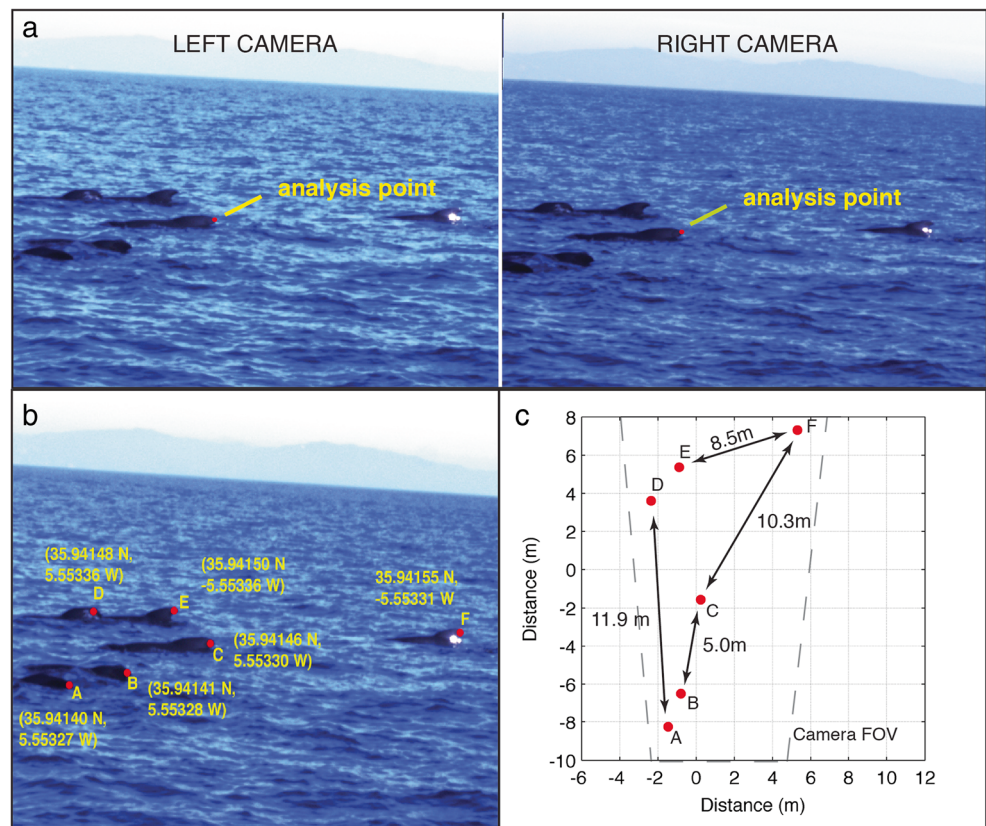 a
LEFT CAMERA
RIGHT CAMERA
analysis point
analysis point
b
(35.94148 N,
5.55336 W)
D
(35.94150 N
-5.55336 W)
E
35.94155 N,
-5.55331 W
F
C
(35.94146 N,
5.55330 W)
A
B
(35.94141 N,
5.55328 W)
(35.94140 N,
5.55327 W)
c
8
6
4
2
0
-2
-4
-6
-8
-10
Distance (m)
E
8.5m
F
D
10.3m
C
11.9 m
5.0m
B
A
Camera FOV
-6 -4 -2 0 2 4 6 8 10 12
Distance (m)